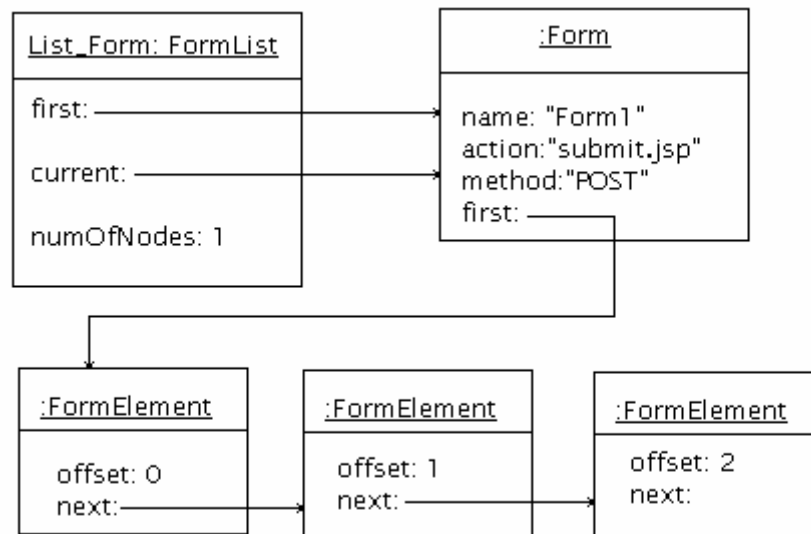 List_Form: FormList
first:
current:
numOfNodes: 1
:Form
name: "Form1"
action:"submit.jsp"
method:"POST"
first:
:FormElement
offset: 0
next:
:FormElement
offset: 1
next:
:FormElement
offset: 2
next: